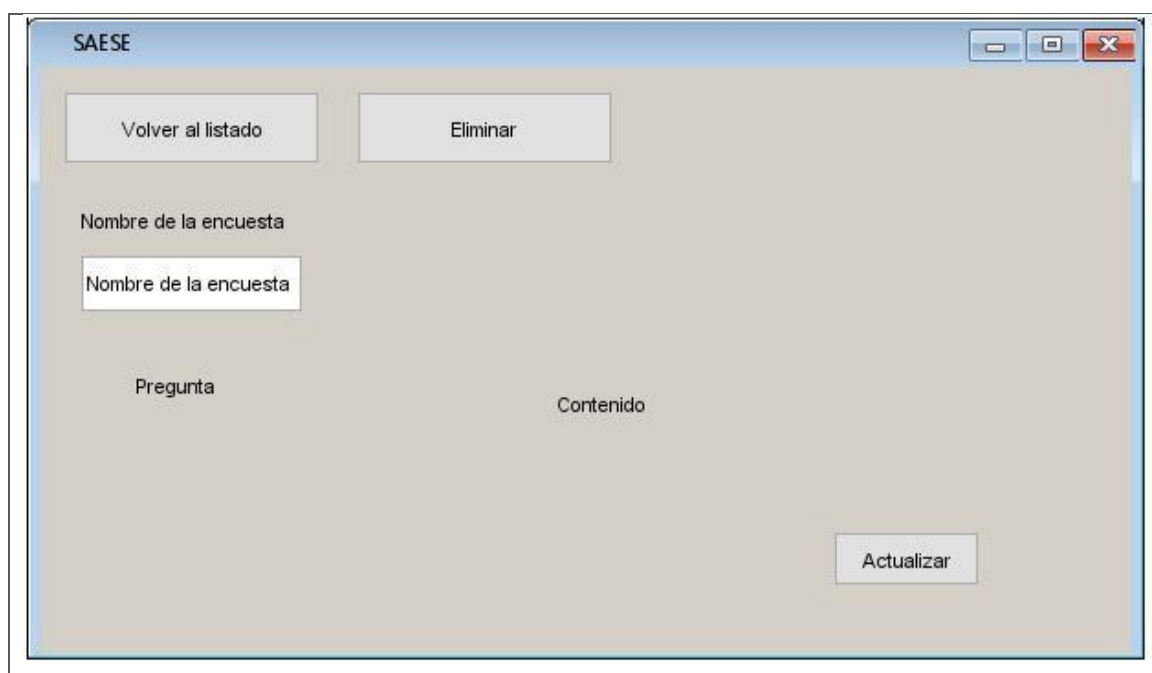 SAESE
Volver al listado
Eliminar
Nombre de la encuesta
Nombre de la encuesta
Pregunta
Contenido
Actualizar